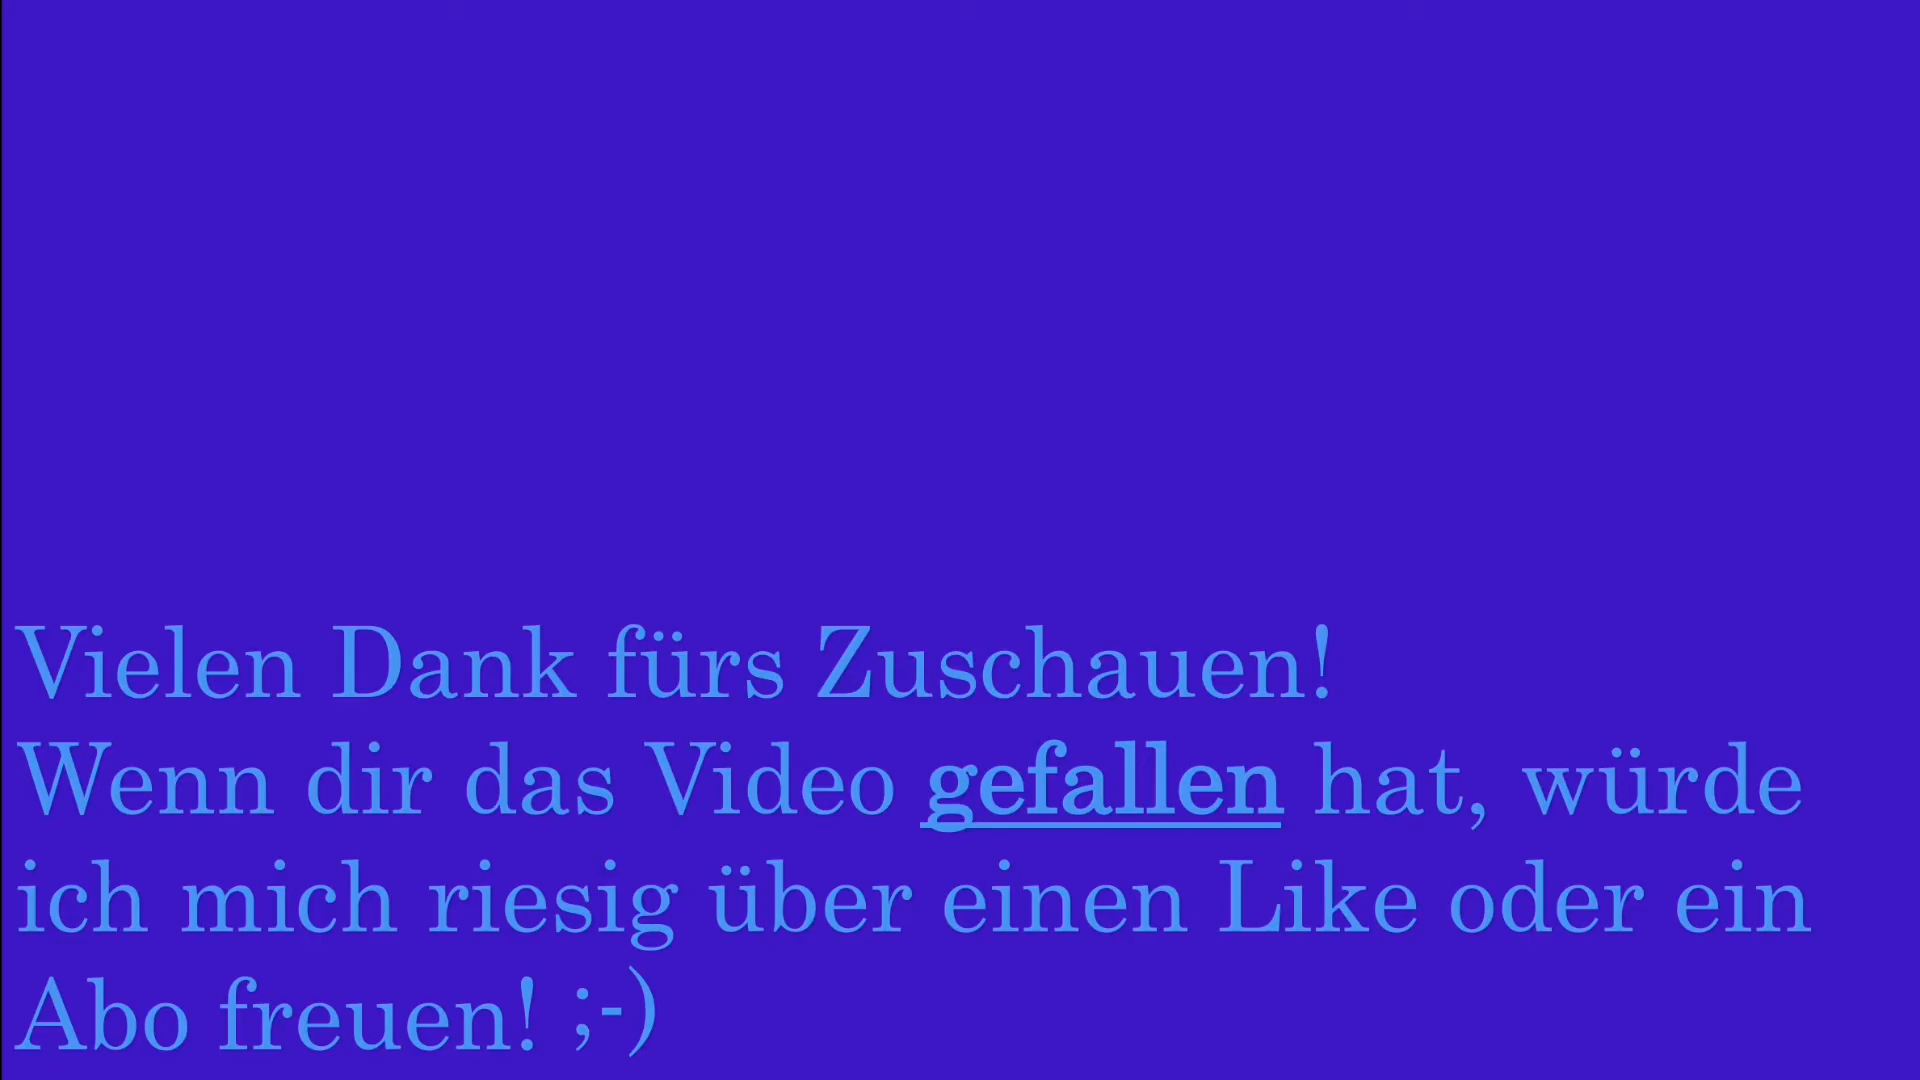 Vielen Dank fürs Zuschauen!
Wenn dir das Video gefallen hat, würde
ich mich riesig über einen Like oder ein
Abo freuen! ;-)